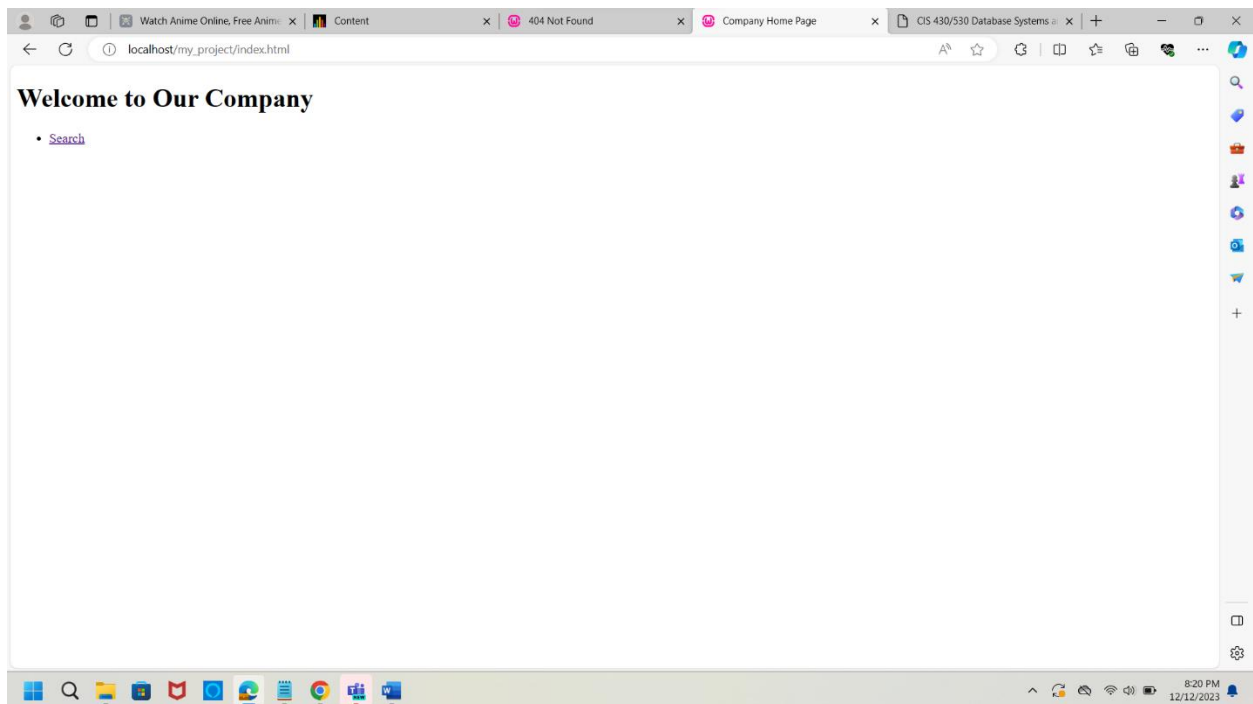 Watch Anime Online, Free Anime
Content
404 Not Found
Company Home Page
CIS 430/530 Database Systems a
localhost/my_project/index.html
Welcome to Our Company
• Search
8:20 PM
12/12/2023